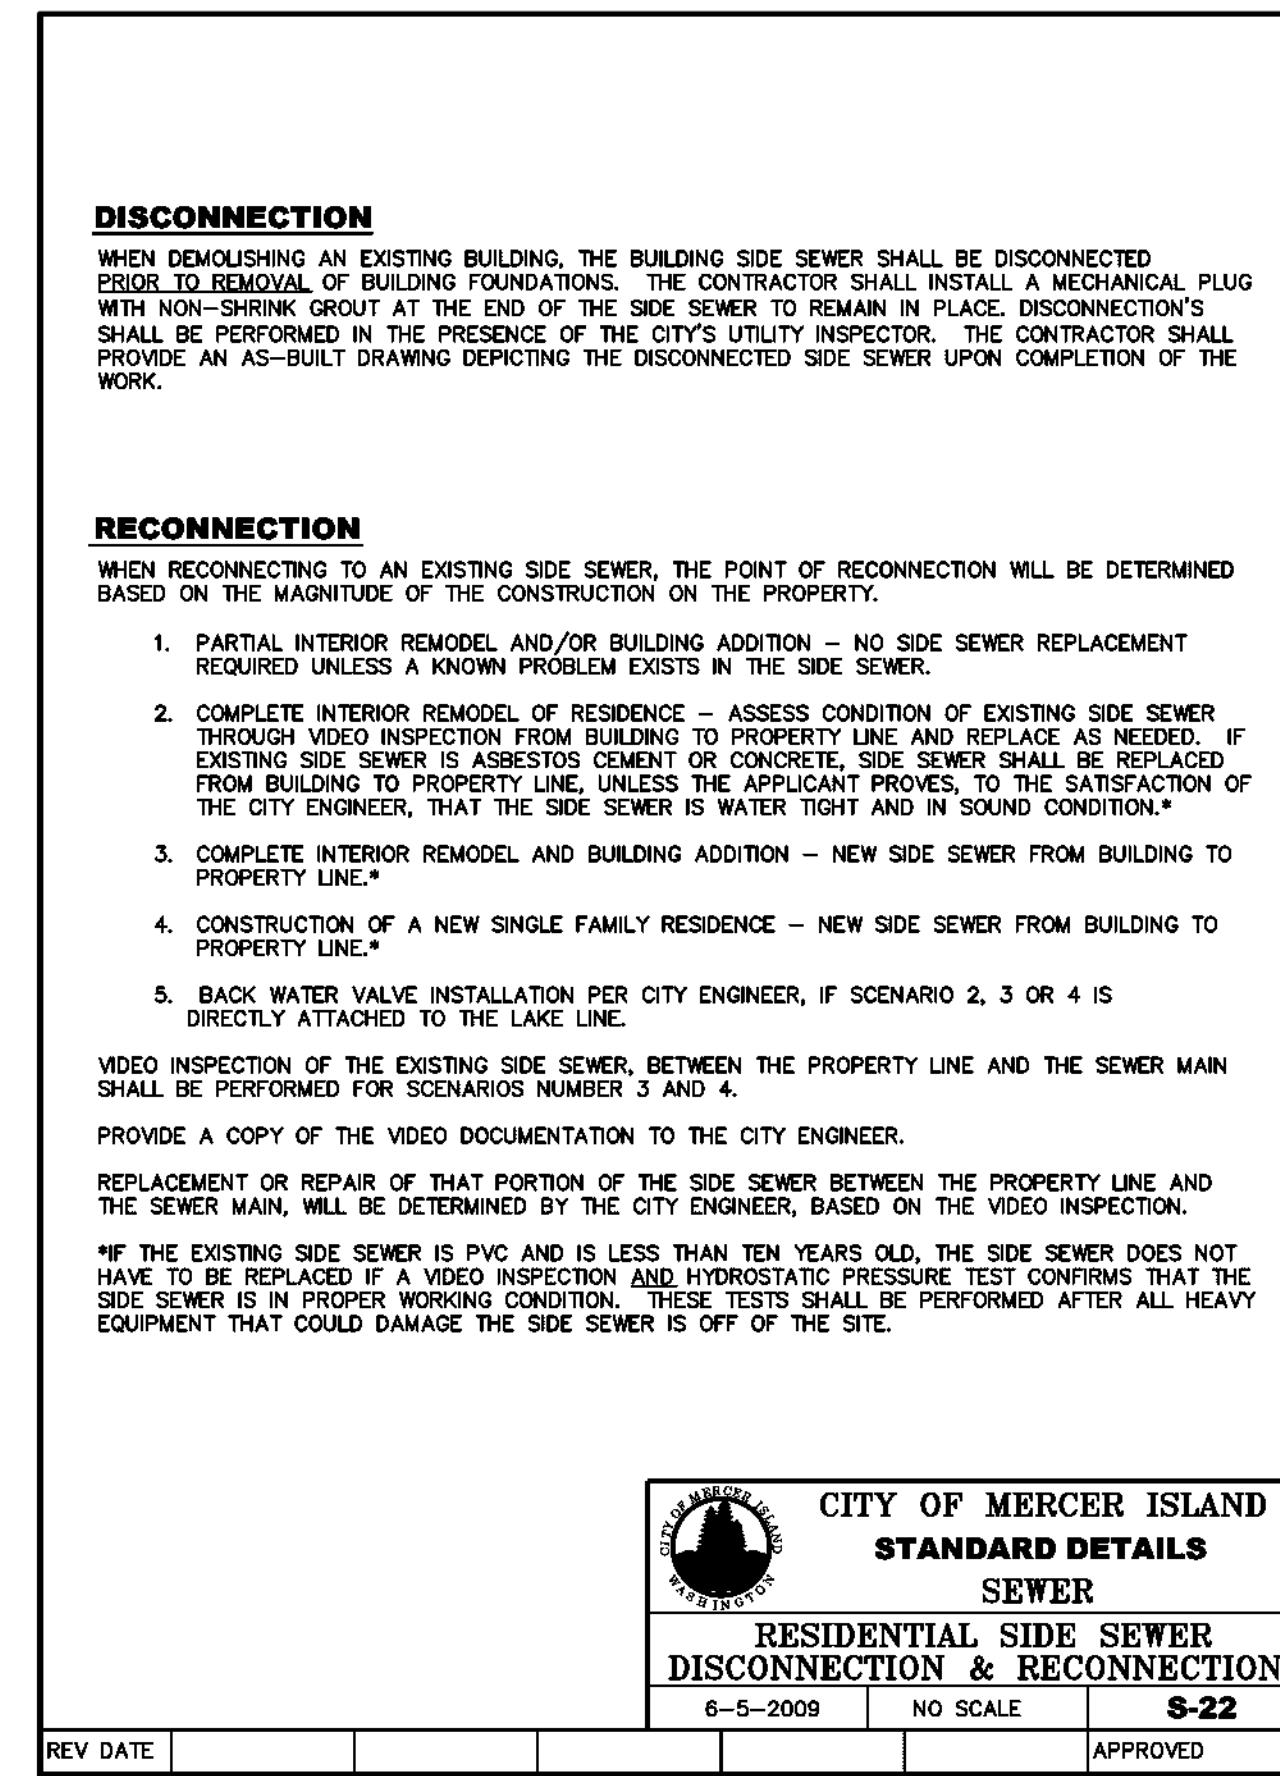 DISCONNECTION
WHEN DEMOLISHING AN EXISTING BUILDING, THE BUILDING SIDE SEWER SHALL BE DISCONNECTED
PRIOR TO REMOVAL OF BUILDING FOUNDATIONS. THE CONTRACTOR SHALL INSTALL A MECHANICAL PLUG
WITH NON-SHRINK GROUT AT THE END OF THE SIDE SEWER TO REMAIN IN PLACE. DISCONNECTION'S
SHALL BE PERFORMED IN THE PRESENCE OF THE CITY'S UTILITY INSPECTOR. THE CONTRACTOR SHALL
PROVIDE AN AS-BUILT DRAWING DEPICTING THE DISCONNECTED SIDE SEWER UPON COMPLETION OF THE
WORK.
RECONNECTION
WHEN RECONNECTING TO AN EXISTING SIDE SEWER, THE POINT OF RECONNECTION WILL BE DETERMINED
BASED ON THE MAGNITUDE OF THE CONSTRUCTION ON THE PROPERTY.
1. PARTIAL INTERIOR REMODEL AND/OR BUILDING ADDITION – NO SIDE SEWER REPLACEMENT
REQUIRED UNLESS A KNOWN PROBLEM EXISTS IN THE SIDE SEWER.
2. COMPLETE INTERIOR REMODEL OF RESIDENCE – ASSESS CONDITION OF EXISTING SIDE SEWER
THROUGH VIDEO INSPECTION FROM BUILDING TO PROPERTY LINE AND REPLACE AS NEEDED. IF
EXISTING SIDE SEWER IS ASBESTOS CEMENT OR CONCRETE, SIDE SEWER SHALL BE REPLACED
FROM BUILDING TO PROPERTY LINE, UNLESS THE APPLICANT PROVES, TO THE SATISFACTION OF
THE CITY ENGINEER, THAT THE SIDE SEWER IS WATER TIGHT AND IN SOUND CONDITION.*
3. COMPLETE INTERIOR REMODEL AND BUILDING ADDITION – NEW SIDE SEWER FROM BUILDING TO
PROPERTY LINE.*
4. CONSTRUCTION OF A NEW SINGLE FAMILY RESIDENCE – NEW SIDE SEWER FROM BUILDING TO
PROPERTY LINE.*
5. BACK WATER VALVE INSTALLATION PER CITY ENGINEER, IF SCENARIO 2, 3 OR 4 IS
DIRECTLY ATTACHED TO THE LAKE LINE.
VIDEO INSPECTION OF THE EXISTING SIDE SEWER, BETWEEN THE PROPERTY LINE AND THE SEWER MAIN
SHALL BE PERFORMED FOR SCENARIOS NUMBER 3 AND 4.
PROVIDE A COPY OF THE VIDEO DOCUMENTATION TO THE CITY ENGINEER.
REPLACEMENT OR REPAIR OF THAT PORTION OF THE SIDE SEWER BETWEEN THE PROPERTY LINE AND
THE SEWER MAIN, WILL BE DETERMINED BY THE CITY ENGINEER, BASED ON THE VIDEO INSPECTION.
*IF THE EXISTING SIDE SEWER IS PVC AND IS LESS THAN TEN YEARS OLD, THE SIDE SEWER DOES NOT
HAVE TO BE REPLACED IF A VIDEO INSPECTION AND HYDROSTATIC PRESSURE TEST CONFIRMS THAT THE
SIDE SEWER IS IN PROPER WORKING CONDITION. THESE TESTS SHALL BE PERFORMED AFTER ALL HEAVY
EQUIPMENT THAT COULD DAMAGE THE SIDE SEWER IS OFF OF THE SITE.
CITY OF MERCER ISLAND
WASHINGTON
CITY OF MERCER ISLAND
STANDARD DETAILS
SEWER
RESIDENTIAL SIDE SEWER
DISCONNECTION & RECONNECTION
6-5-2009 NO SCALE S-22
REV DATE APPROVED